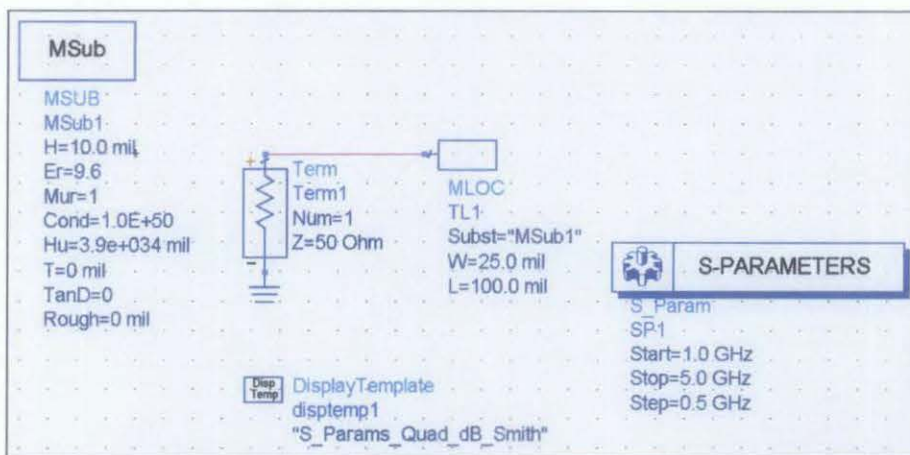 MSub
MSUB
MSub1
H=10.0 mil
Er=9.6
Mur=1
Cond=1.0E+50
Hu=3.9e+034 mil
T=0 mil
TanD=0
Rough=0 mil
+
-
Term
Term1
Num=1
Z=50 Ohm
MLOC
TL1
Subst="MSub1"
W=25.0 mil
L=100.0 mil
S-PARAMETERS
S_Param
SP1
Start=1.0 GHz
Stop=5.0 GHz
Step=0.5 GHz
Disp
Temp
DisplayTemplate
disptemp1
"S_Params_Quad_dB_Smith"